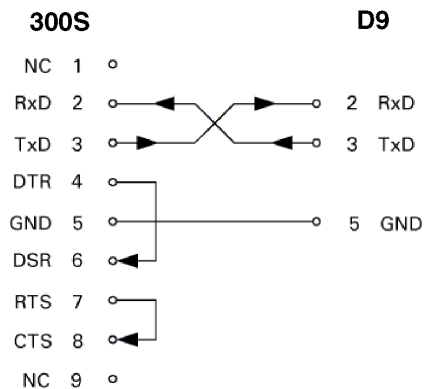 300S D9
NC 1
RxD 2 2 RxD
TxD 3 3 TxD
DTR 4
GND 5 5 GND
DSR 6
RTS 7
CTS 8
NC 9